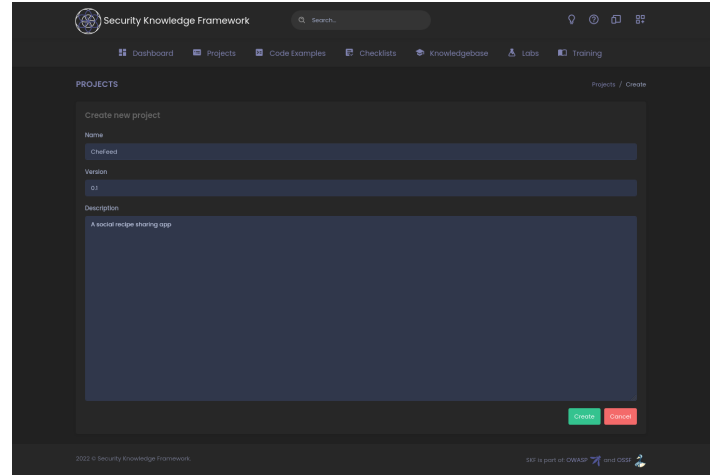 Security Knowledge Framework
Search...
Dashboard Projects Code Examples Checklists Knowledgebase Labs Training
PROJECTS
Projects / Create
Create new project
Name
CheFeed
Version
0.1
Description
A social recipe sharing app
Create Cancel
2022 © Security Knowledge Framework.
SKF is part of: OWASP and OSSF